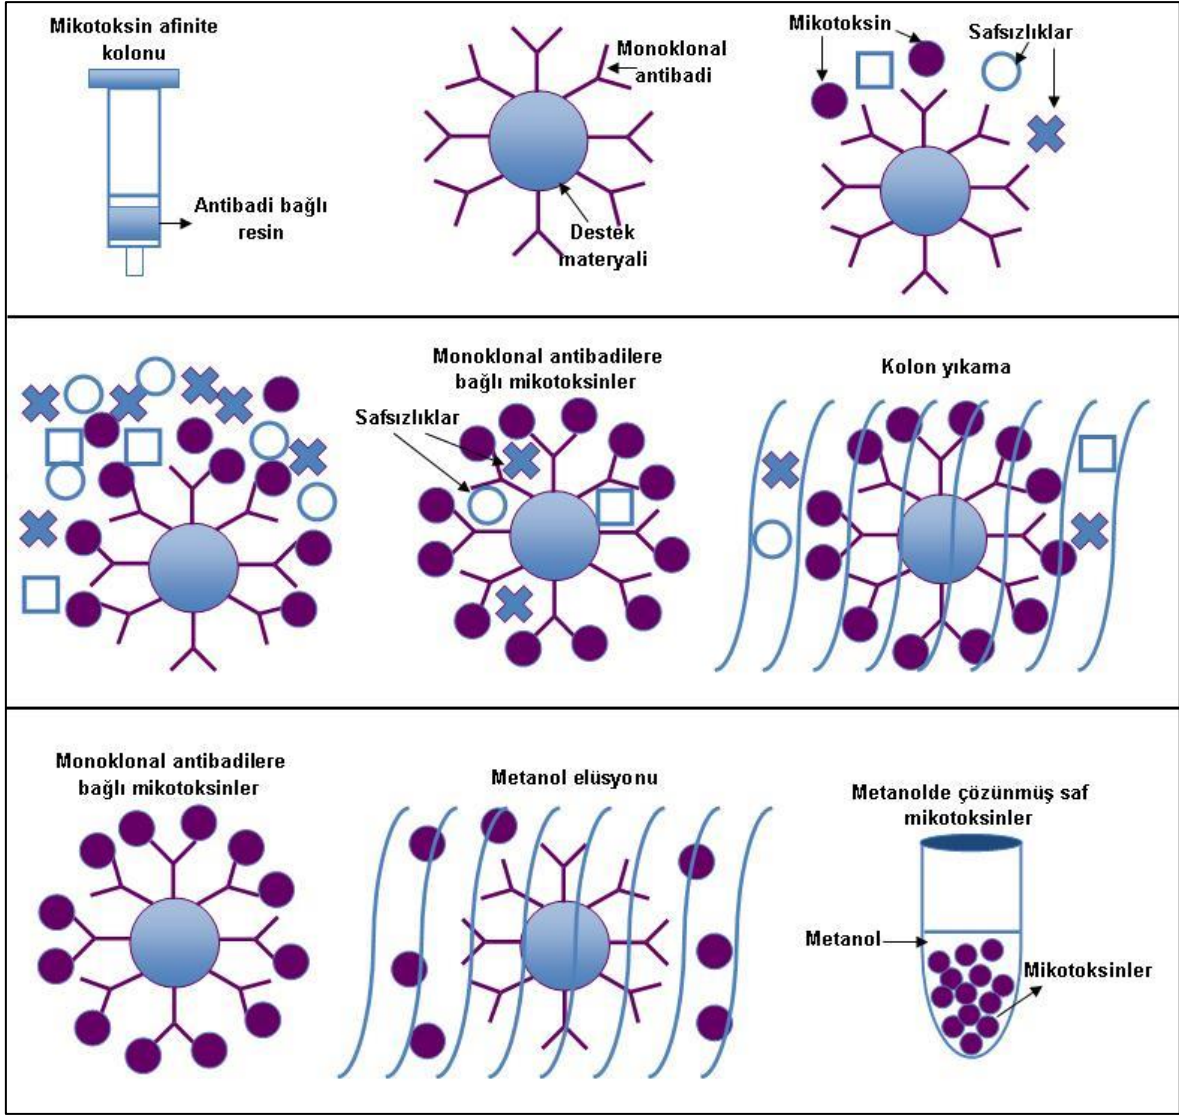 Mikotoksin afinite
kolonu
Antibadi bağlı
resin
Monoklonal
antibadi
Destek
materyali
Mikotoksin
Safsızlıklar
Monoklonal antibadilere
bağlı mikotoksinler
Safsızlıklar
Kolon yıkama
Monoklonal antibadilere
bağlı mikotoksinler
Metanol elüsyonu
Metanolde çözünmüş saf
mikotoksinler
Metanol
Mikotoksinler